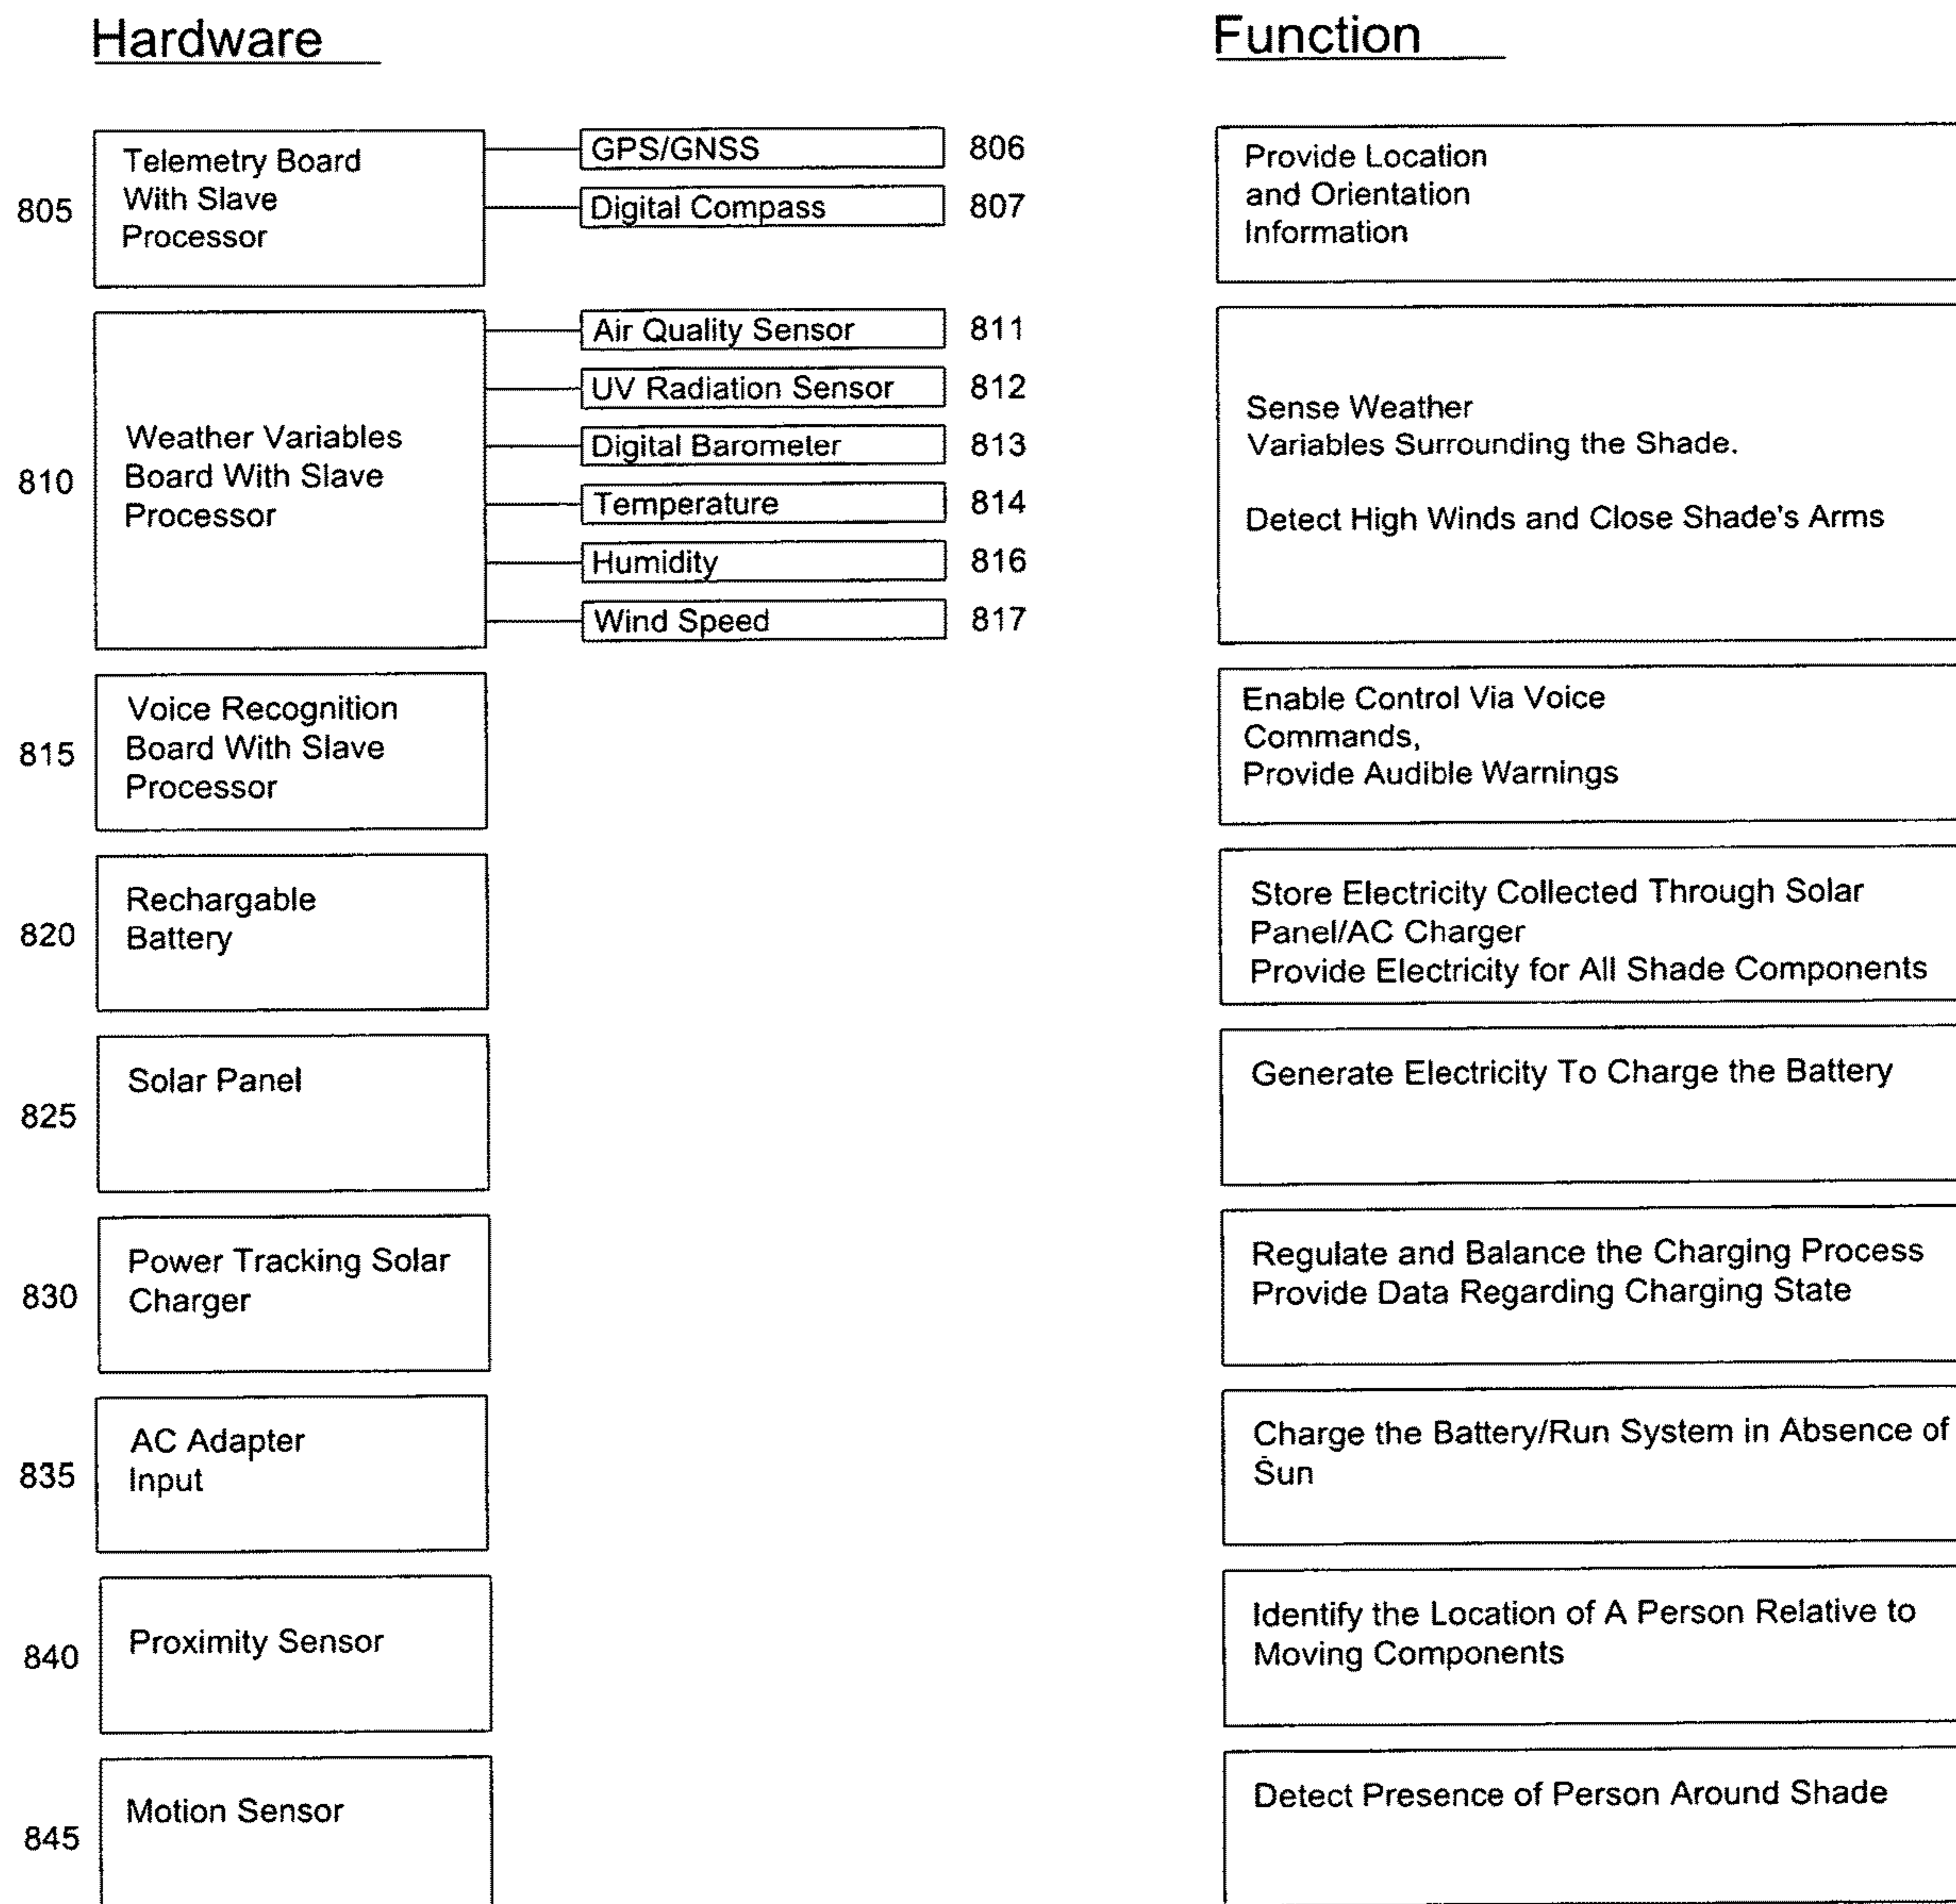 Hardware
Function
805
Telemetry Board
With Slave
Processor
GPS/GNSS
806
Digital Compass
807
Provide Location
and Orientation
Information
810
Weather Variables
Board With Slave
Processor
Air Quality Sensor
811
UV Radiation Sensor
812
Digital Barometer
813
Temperature
814
Humidity
816
Wind Speed
817
Sense Weather
Variables Surrounding the Shade.
Detect High Winds and Close Shade's Arms
815
Voice Recognition
Board With Slave
Processor
Enable Control Via Voice
Commands,
Provide Audible Warnings
820
Rechargable
Battery
Store Electricity Collected Through Solar
Panel/AC Charger
Provide Electricity for All Shade Components
825
Solar Panel
Generate Electricity To Charge the Battery
830
Power Tracking Solar
Charger
Regulate and Balance the Charging Process
Provide Data Regarding Charging State
835
AC Adapter
Input
Charge the Battery/Run System in Absence of
Sun
840
Proximity Sensor
Identify the Location of A Person Relative to
Moving Components
845
Motion Sensor
Detect Presence of Person Around Shade